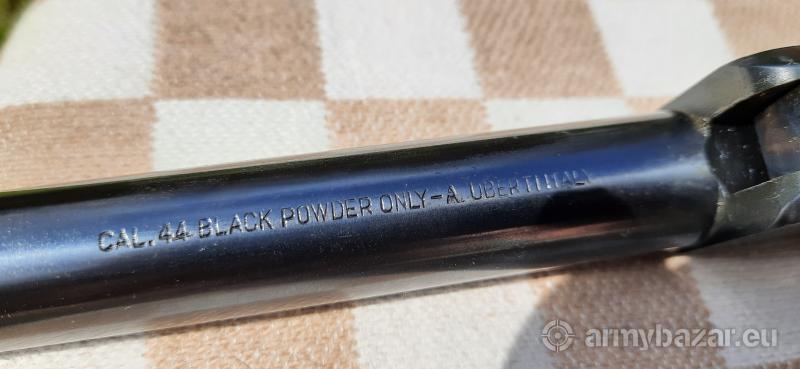 CAL. 44 BLACK POWDER ONLY – A. UBERTI ITALY
armybazar.eu